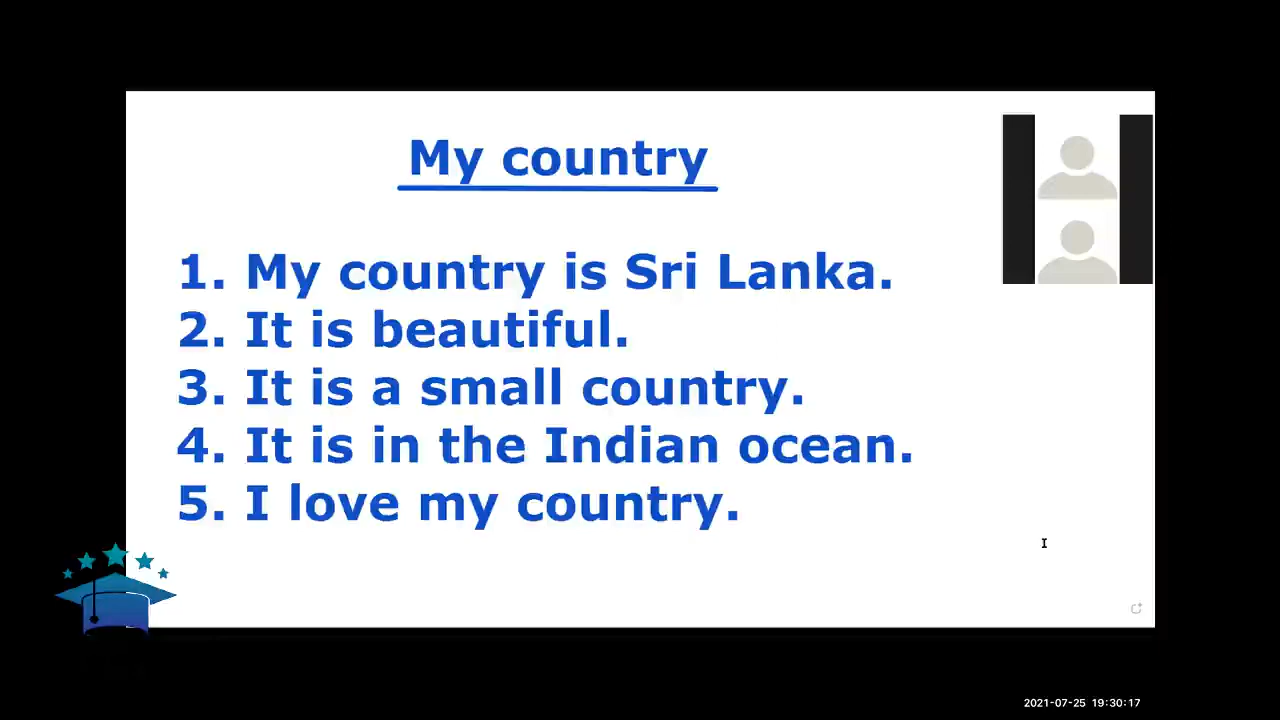 My country
1. My country is Sri Lanka.
2. It is beautiful.
3. It is a small country.
4. It is in the Indian ocean.
5. I love my country.
2021-07-25 19:30:17